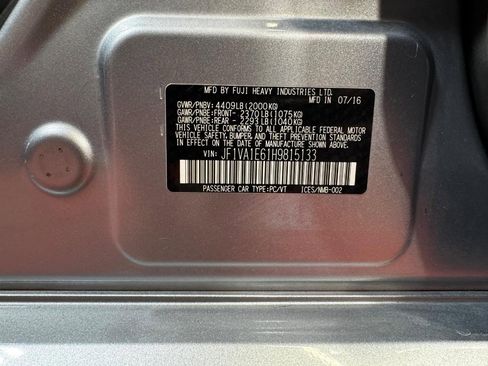 MFD BY FUJI HEAVY INDUSTRIES LTD.
MFD IN 07/16
GVWR/PNBV: 4409LB(2000KG)
GAWR/PNBE:FRONT- 2370LB(1075KG)
GAWR/PNBE:REAR - 2293LB(1040KG)
THIS VEHICLE CONFORMS TO ALL APPLICABLE FEDERAL MOTOR
VEHICLE SAFETY, BUMPER AND THEFT PREVENTION STANDARDS
IN EFFECT ON THE DATE OF MANUFACTURE SHOWN ABOVE.
VIN: JF1VA1E61H9815133
PASSENGER CAR TYPE:PC/VT ICES/NMB-002